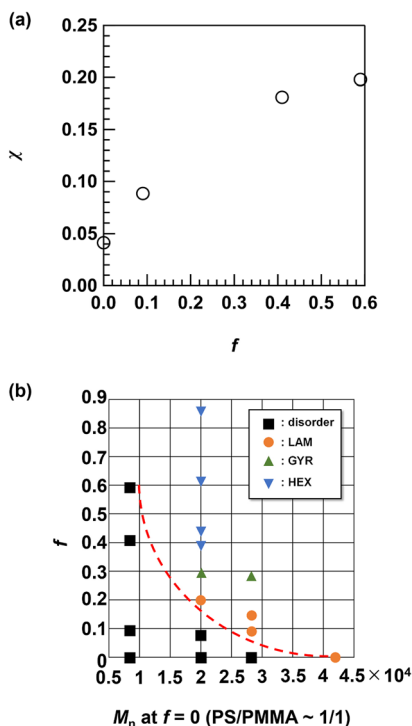 (a)
0.25
0.20
0.15
χ
0.10
0.05
0.00
0.0 0.1 0.2 0.3 0.4 0.5 0.6
f
(b)
0.9
0.8
0.7
0.6
0.5
f
0.4
0.3
0.2
0.1
0
■ : disorder
● : LAM
▲ : GYR
▼ : HEX
0.5 1 1.5 2 2.5 3 3.5 4 4.5 ×10⁴
Mn at f = 0 (PS/PMMA ~ 1/1)